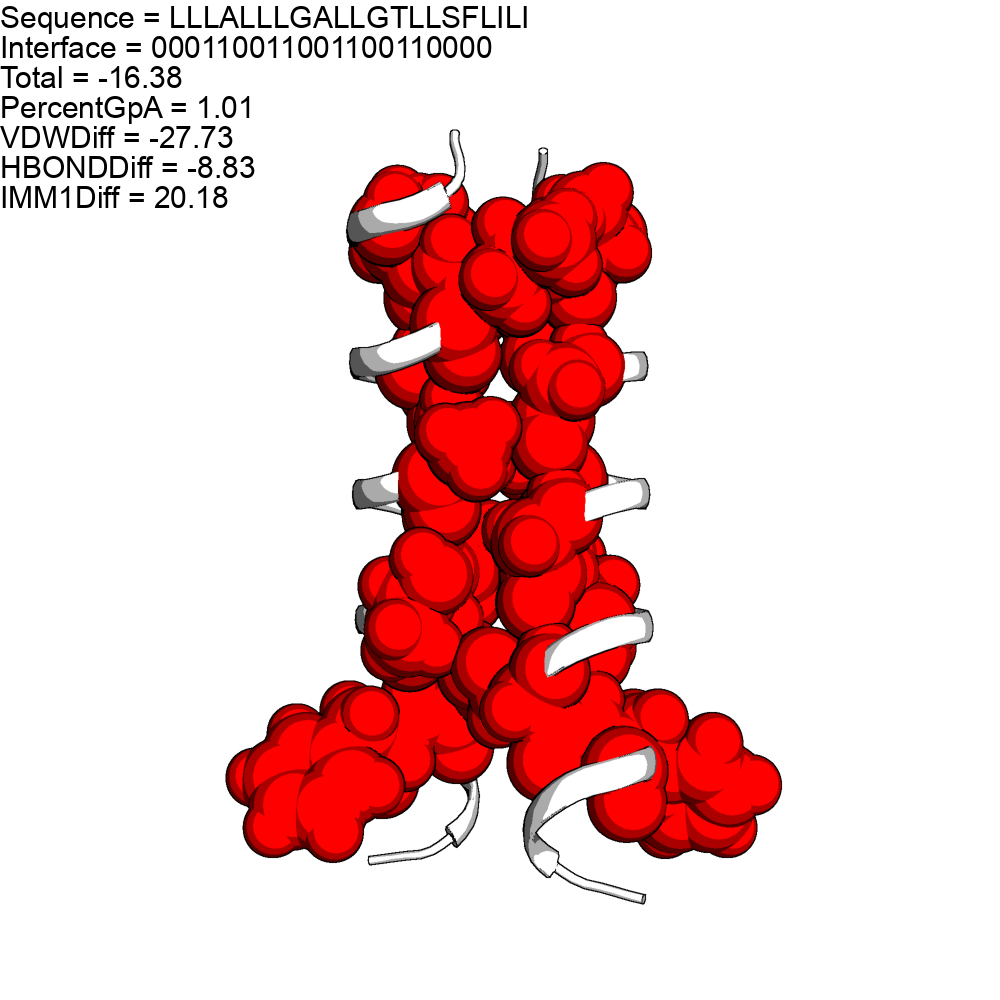 Sequence = LLLALLLGALLGTLLSFLILI
Interface = 000110011001100110000
Total = -16.38
PercentGpA = 1.01
VDWDiff = -27.73
HBONDDiff = -8.83
IMM1Diff = 20.18